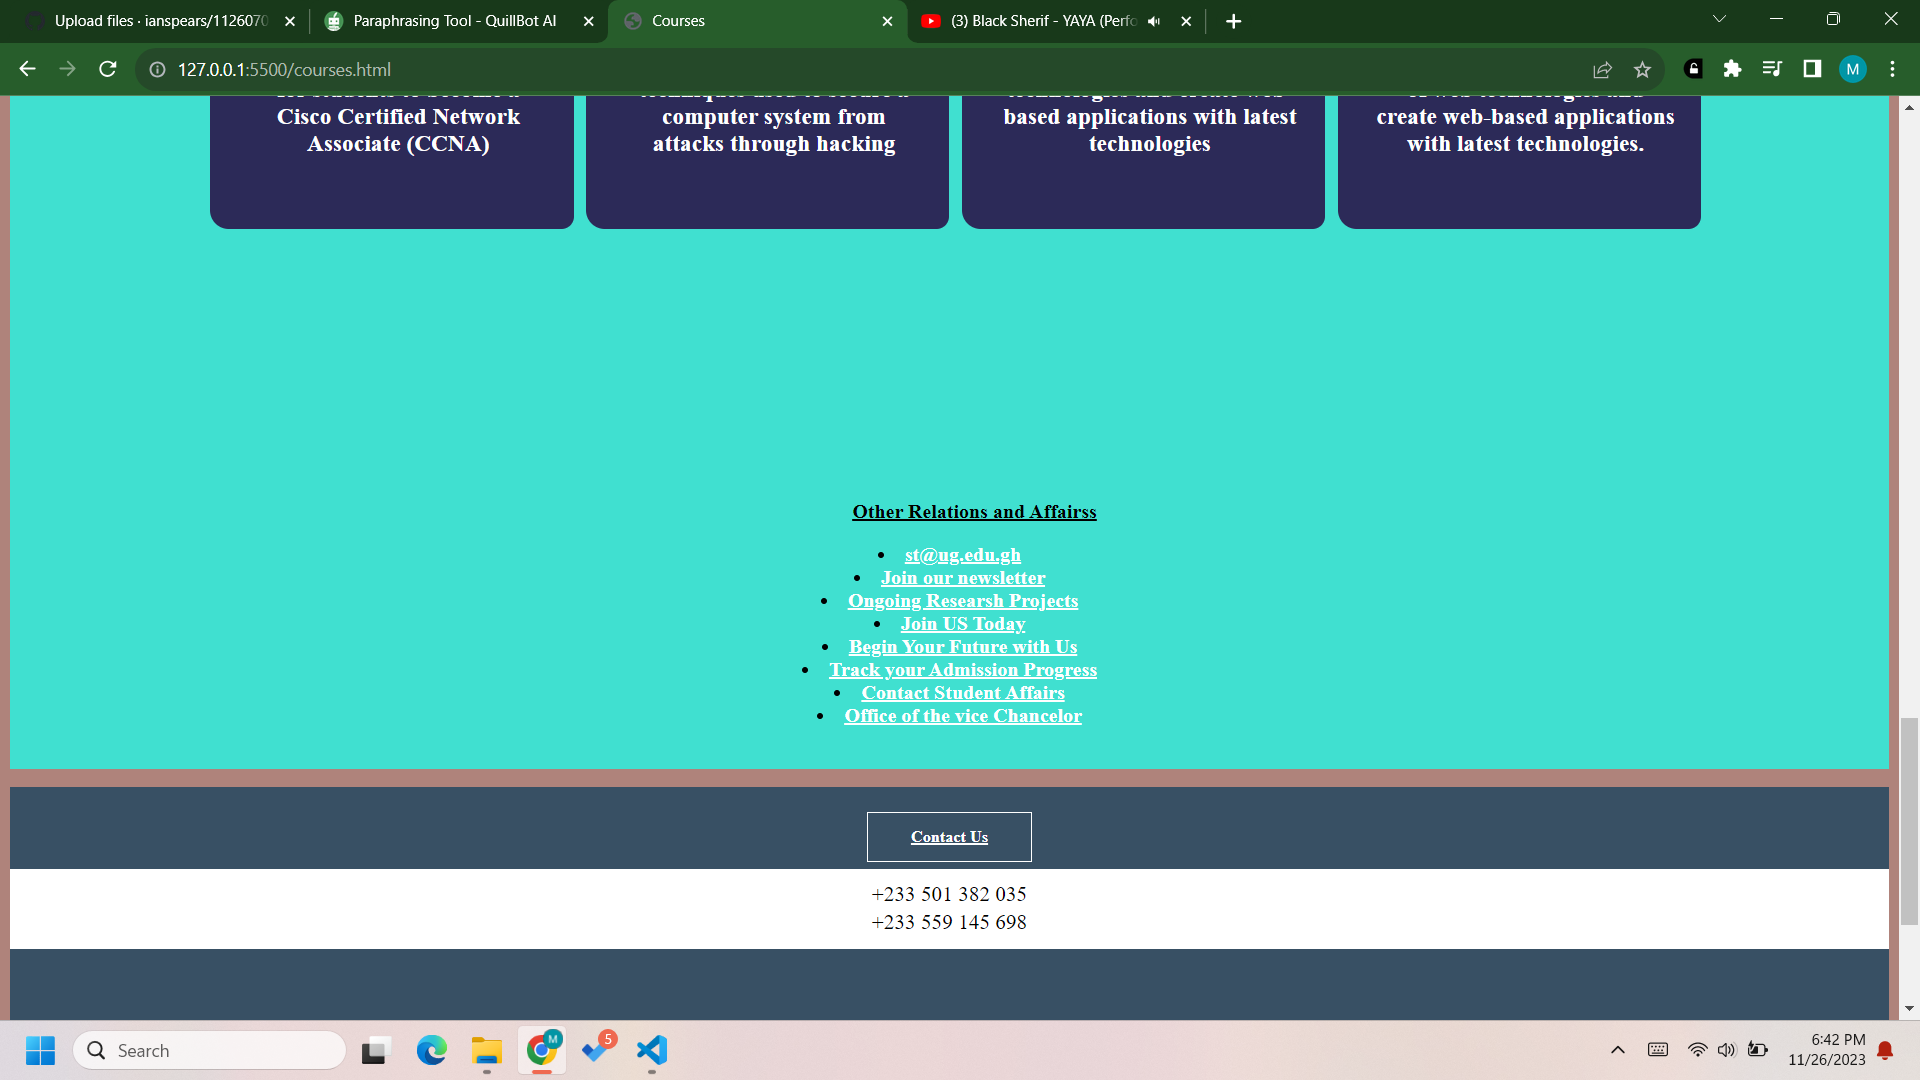 Upload files · ianspears/1126070
Paraphrasing Tool - QuillBot AI
Courses
(3) Black Sherif - YAYA (Perfo
127.0.0.1:5500/courses.html
M
Cisco Certified Network
Associate (CCNA)
computer system from
attacks through hacking
based applications with latest
technologies
create web-based applications
with latest technologies.
Other Relations and Affairss
st@ug.edu.gh
Join our newsletter
Ongoing Researsh Projects
Join US Today
Begin Your Future with Us
Track your Admission Progress
Contact Student Affairs
Office of the vice Chancelor
Contact Us
+233 501 382 035
+233 559 145 698
Search
M
5
6:42 PM
11/26/2023